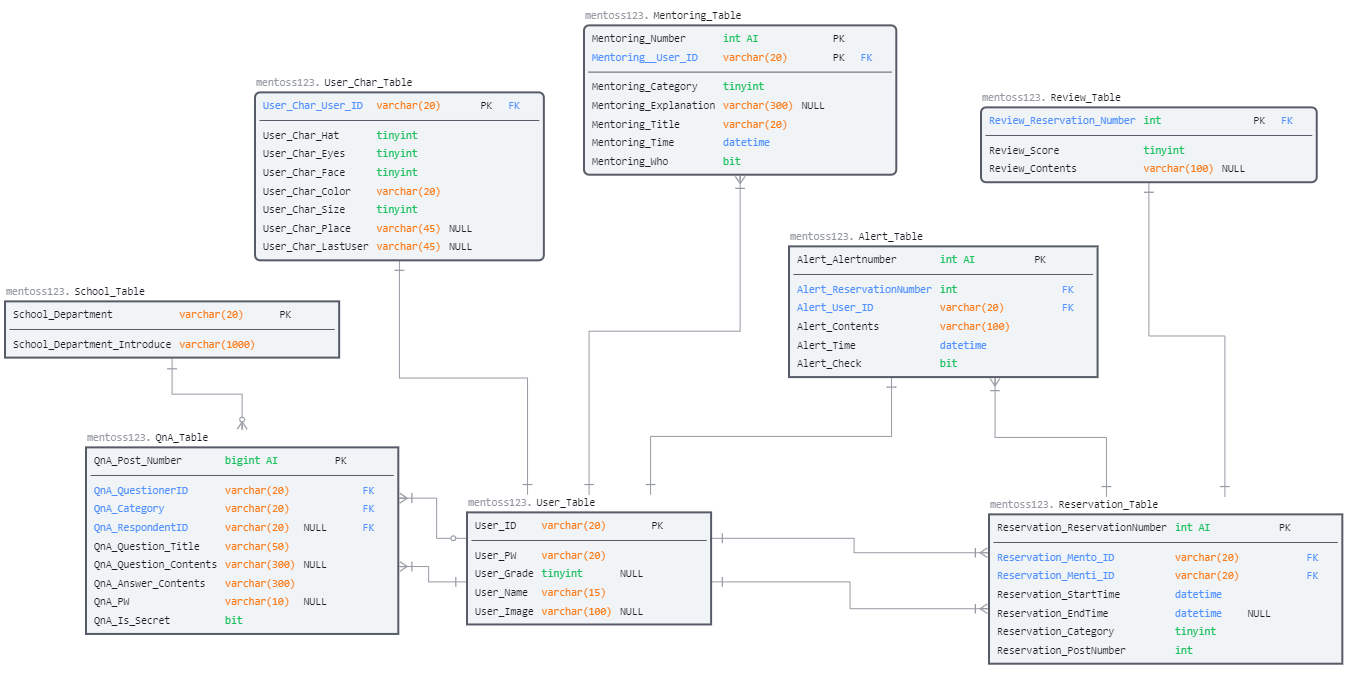 mentoss123. Mentoring_Table
Mentoring_Number int AI PK
Mentoring__User_ID varchar(20) PK FK
Mentoring_Category tinyint
Mentoring_Explanation varchar(300) NULL
Mentoring_Title varchar(20)
Mentoring_Time datetime
Mentoring_Who bit
mentoss123. User_Char_Table
User_Char_User_ID varchar(20) PK FK
User_Char_Hat tinyint
User_Char_Eyes tinyint
User_Char_Face tinyint
User_Char_Color varchar(20)
User_Char_Size tinyint
User_Char_Place varchar(45) NULL
User_Char_LastUser varchar(45) NULL
mentoss123. Review_Table
Review_Reservation_Number int PK FK
Review_Score tinyint
Review_Contents varchar(100) NULL
mentoss123. Alert_Table
Alert_Alertnumber int AI PK
Alert_ReservationNumber int FK
Alert_User_ID varchar(20) FK
Alert_Contents varchar(100)
Alert_Time datetime
Alert_Check bit
mentoss123. School_Table
School_Department varchar(20) PK
School_Department_Introduce varchar(1000)
mentoss123. QnA_Table
QnA_Post_Number bigint AI PK
QnA_QuestionerID varchar(20) FK
QnA_Category varchar(20) FK
QnA_RespondentID varchar(20) NULL FK
QnA_Question_Title varchar(50)
QnA_Question_Contents varchar(300) NULL
QnA_Answer_Contents varchar(300)
QnA_PW varchar(10) NULL
QnA_Is_Secret bit
mentoss123. User_Table
User_ID varchar(20) PK
User_PW varchar(20)
User_Grade tinyint NULL
User_Name varchar(15)
User_Image varchar(100) NULL
mentoss123. Reservation_Table
Reservation_ReservationNumber int AI PK
Reservation_Mento_ID varchar(20) FK
Reservation_Menti_ID varchar(20) FK
Reservation_StartTime datetime
Reservation_EndTime datetime NULL
Reservation_Category tinyint
Reservation_PostNumber int